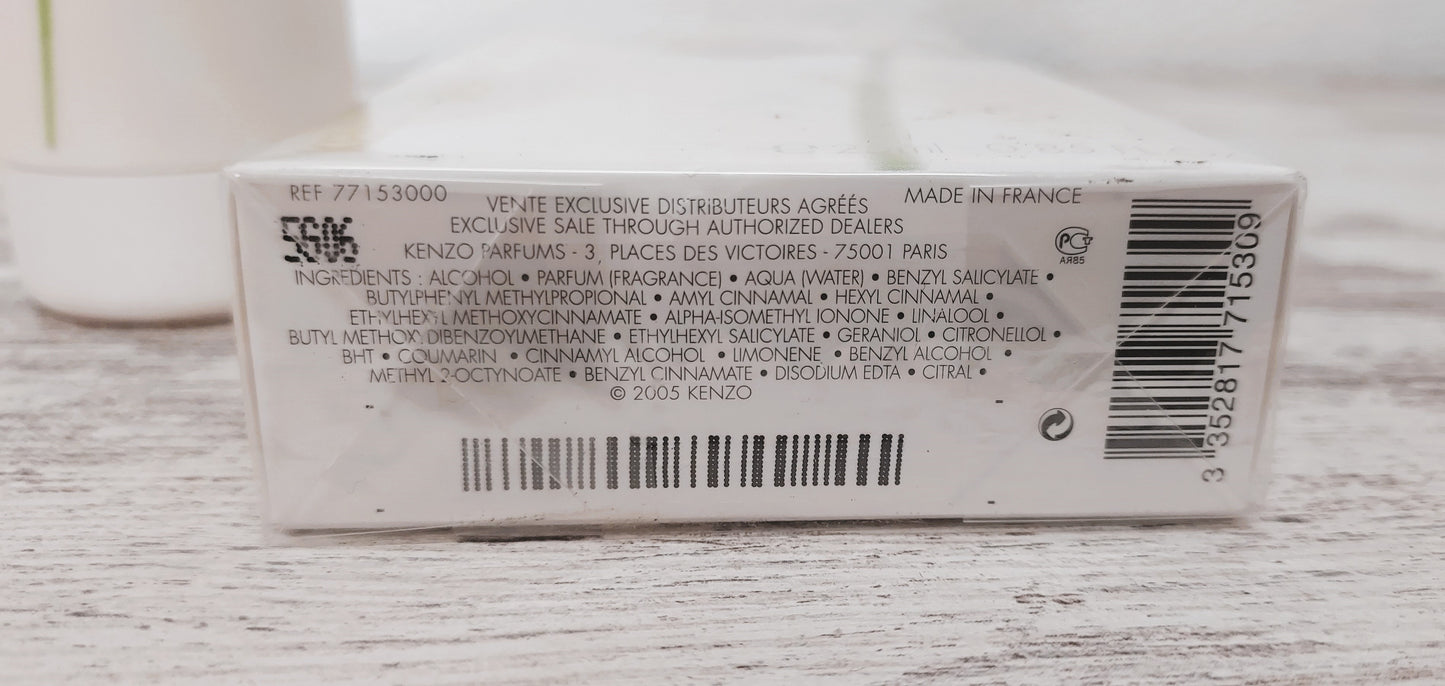 REF 77153000
5S06
VENTE EXCLUSIVE DISTRIBUTEURS AGRÉÉS
EXCLUSIVE SALE THROUGH AUTHORIZED DEALERS
KENZO PARFUMS - 3, PLACES DES VICTOIRES - 75001 PARIS
MADE IN FRANCE
INGREDIENTS : ALCOHOL • PARFUM (FRAGRANCE) • AQUA (WATER) • BENZYL SALICYLATE •
BUTYLPHENYL METHYLPROPIONAL • AMYL CINNAMAL • HEXYL CINNAMAL •
ETHYLHEXYL METHOXYCINNAMATE • ALPHA-ISOMETHYL IONONE • LINALOOL •
BUTYL METHOXYDIBENZOYLMETHANE • ETHYLHEXYL SALICYLATE • GERANIOL • CITRONELLOL •
BHT • COUMARIN • CINNAMYL ALCOHOL • LIMONENE • BENZYL ALCOHOL •
METHYL 2-OCTYNOATE • BENZYL CINNAMATE • DISODIUM EDTA • CITRAL •
© 2005 KENZO
АЯ85
3 352817 715309